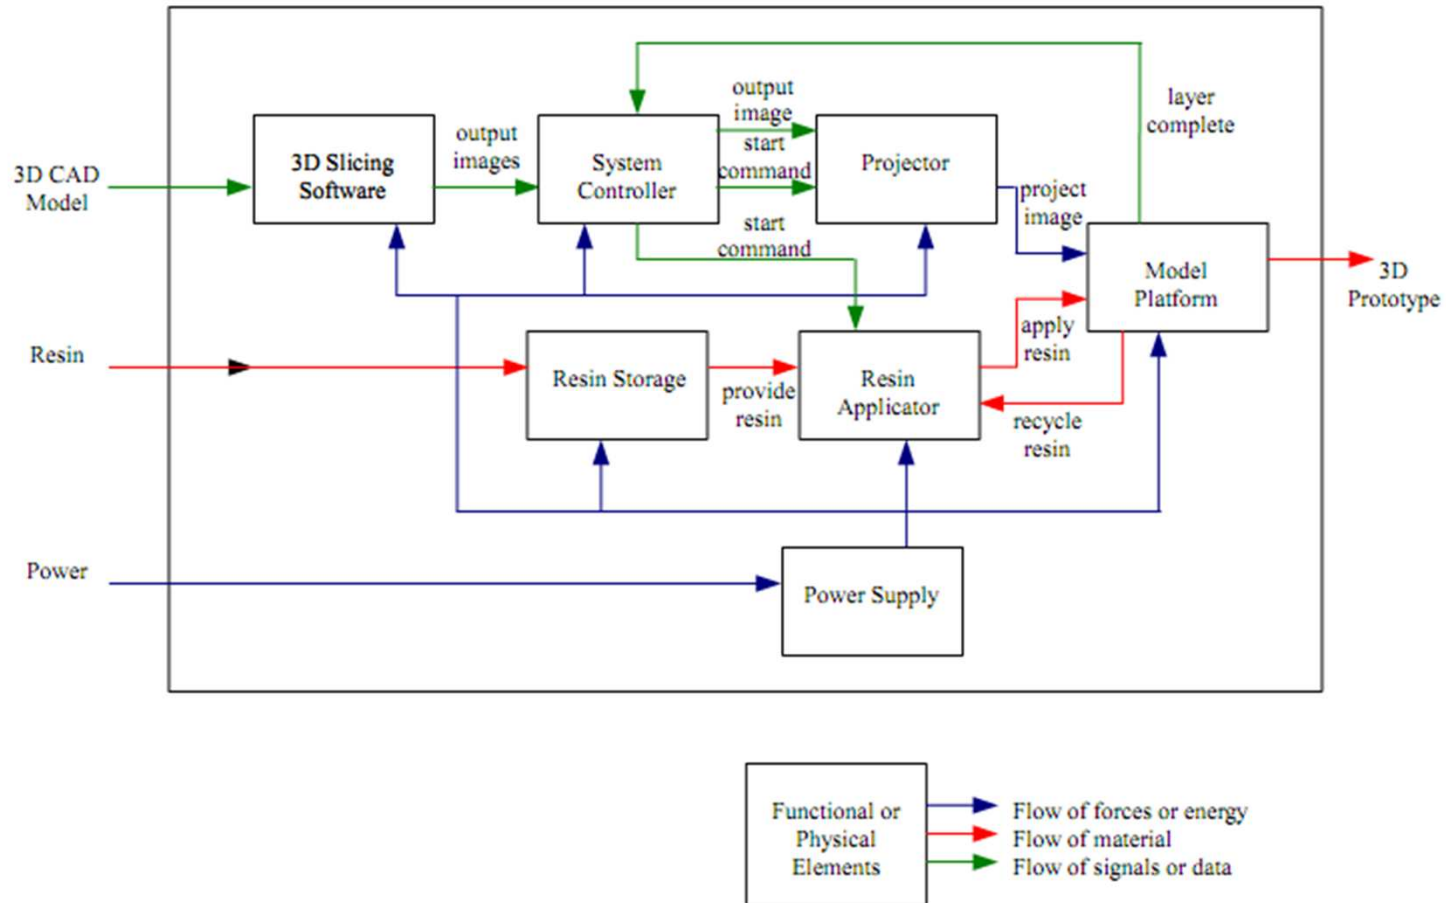 3D CAD
Model
3D Slicing
Software
output
images
System
Controller
output
image
start
command
start
command
Projector
project
image
layer
complete
Model
Platform
3D
Prototype
Resin
Resin Storage
provide
resin
Resin
Applicator
apply
resin
recycle
resin
Power
Power Supply
Functional or
Physical
Elements
Flow of forces or energy
Flow of material
Flow of signals or data